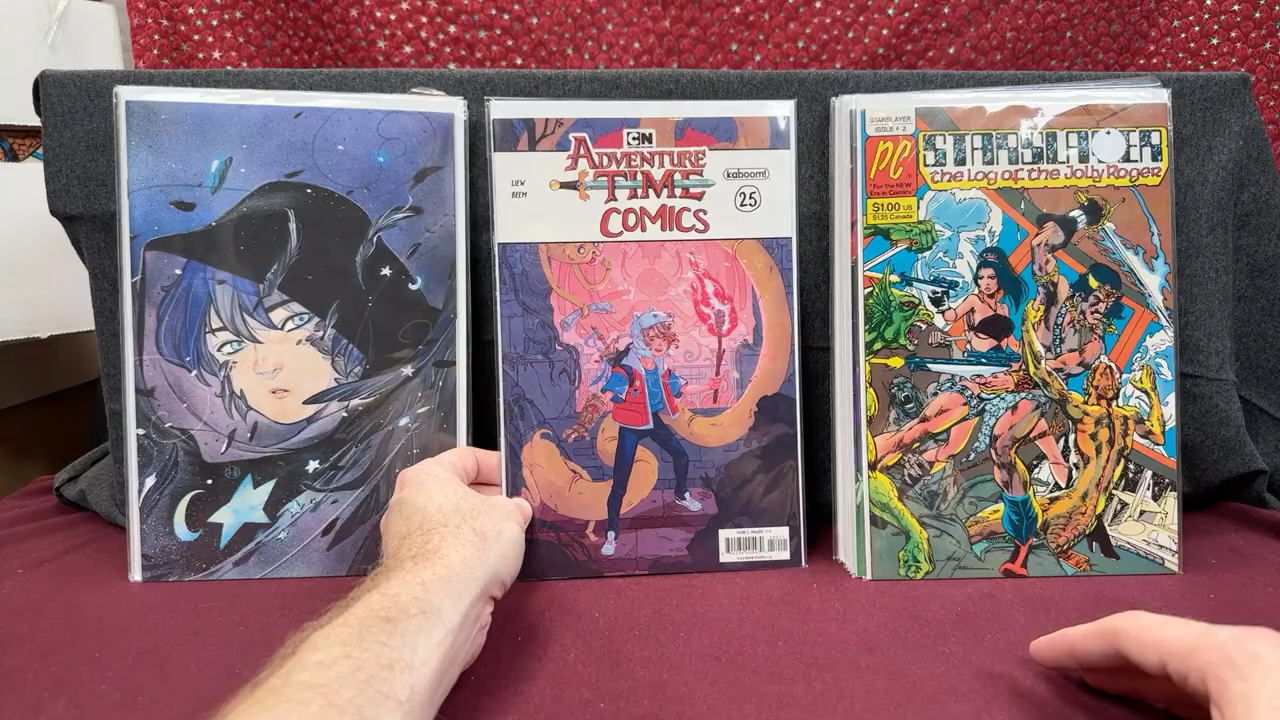 CN
ADVENTURE
TIME
COMICS
LIEW
BEEM
kaboom!
25
STARSLAYER
ISSUE # 2
PC
"For the NEW
Era in Comics"
$1.00 US
$1.25 Canada
STARSLAYER
the Log of the Jolly Roger